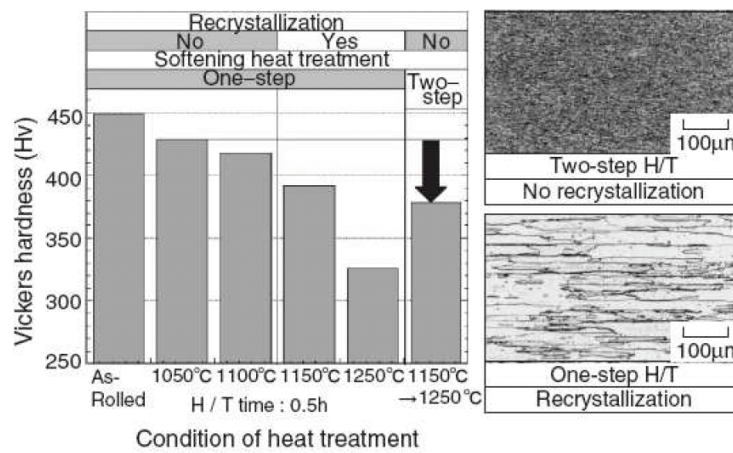 Recrystallization
No Yes No
Softening heat treatment
One–step Two–
step
Vickers hardness (Hv)
450
400
350
300
250
As-
Rolled
1050°C 1100°C 1150°C 1250°C 1150°C
→1250°C
H / T time : 0.5h
Condition of heat treatment
100μm
Two-step H/T
No recrystallization
100μm
One-step H/T
Recrystallization